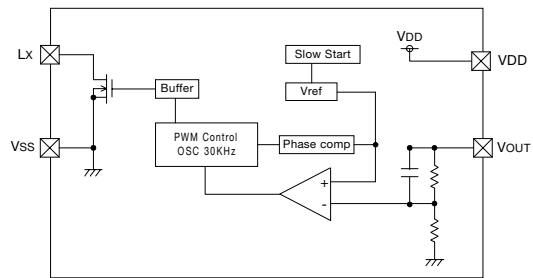 Lx
Slow Start
VDD
VDD
Buffer
Vref
PWM Control
OSC 30KHz
Phase comp
VSS
VOUT
+
-